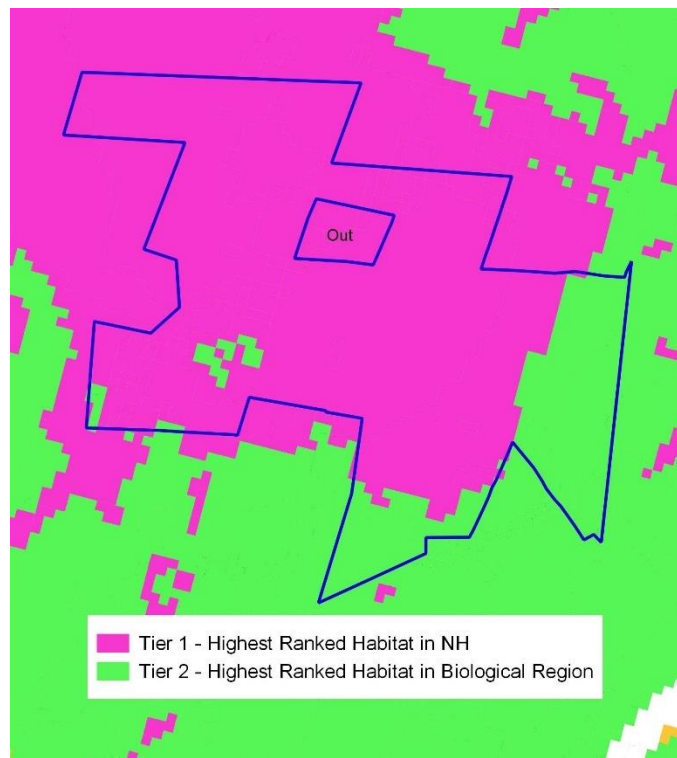 Out
Tier 1 - Highest Ranked Habitat in NH
Tier 2 - Highest Ranked Habitat in Biological Region